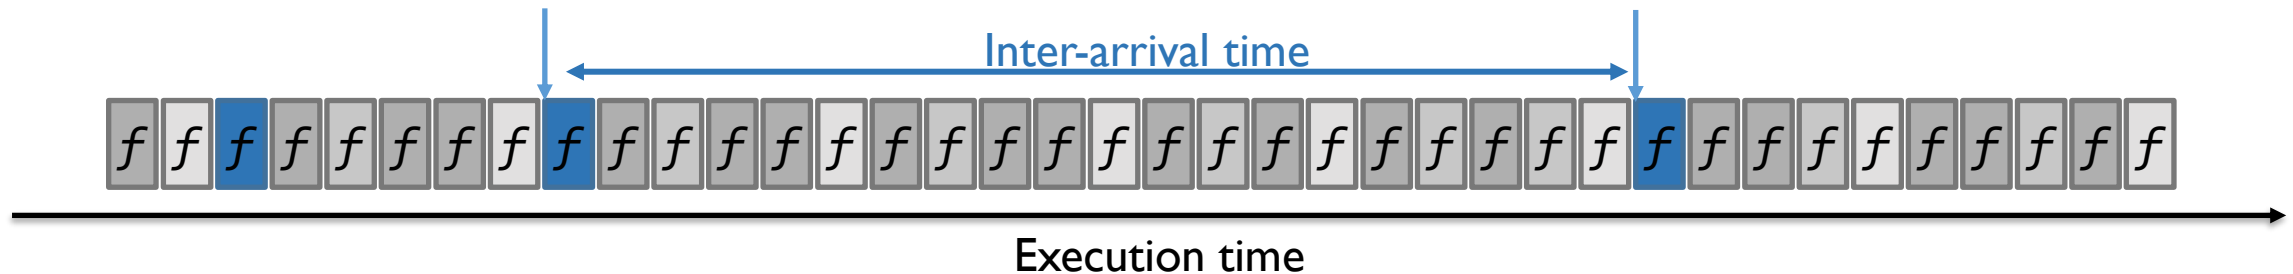 Inter-arrival time
f f f f f f f f f f f f f f f f f f f f f f f f f f f f f f f f f f f f f f
Execution time